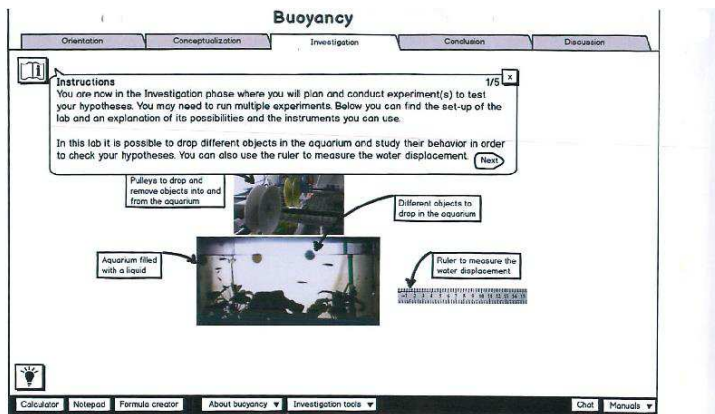 Buoyancy
Orientation
Conceptualization
Investigation
Conclusion
Discussion
Instructions
1/5
x
You are now in the Investigation phase where you will plan and conduct experiment(s) to test
your hypotheses. You may need to run multiple experiments. Below you can find the set-up of the
lab and an explanation of its possibilities and the instruments you can use.
In this lab it is possible to drop different objects in the aquarium and study their behavior in order
to check your hypotheses. You can also use the ruler to measure the water displacement.
Next
Pulleys to drop and
remove objects into and
from the aquarium
Different objects to
drop in the aquarium
Aquarium filled
with a liquid
Ruler to measure the
water displacement
Calculator
Notepad
Formula creator
About buoyancy
Investigation tools
Chat
Manuals